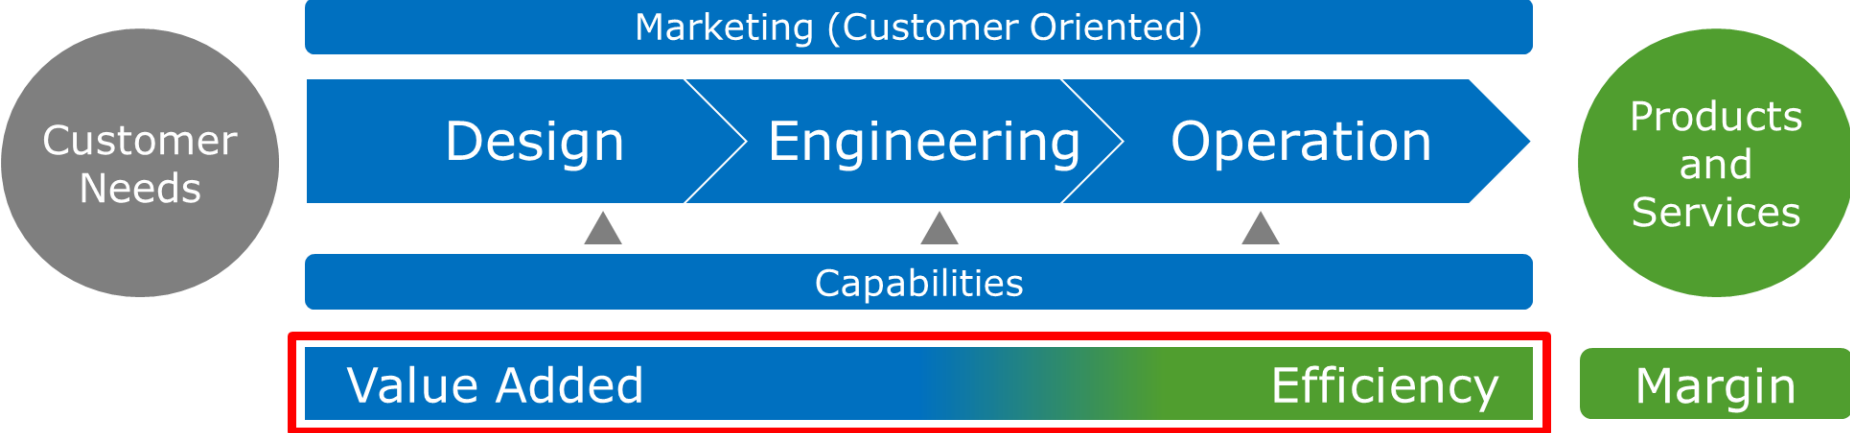 Marketing (Customer Oriented)
Customer
Needs
Design
Engineering
Operation
Products
and
Services
Capabilities
Value Added
Efficiency
Margin